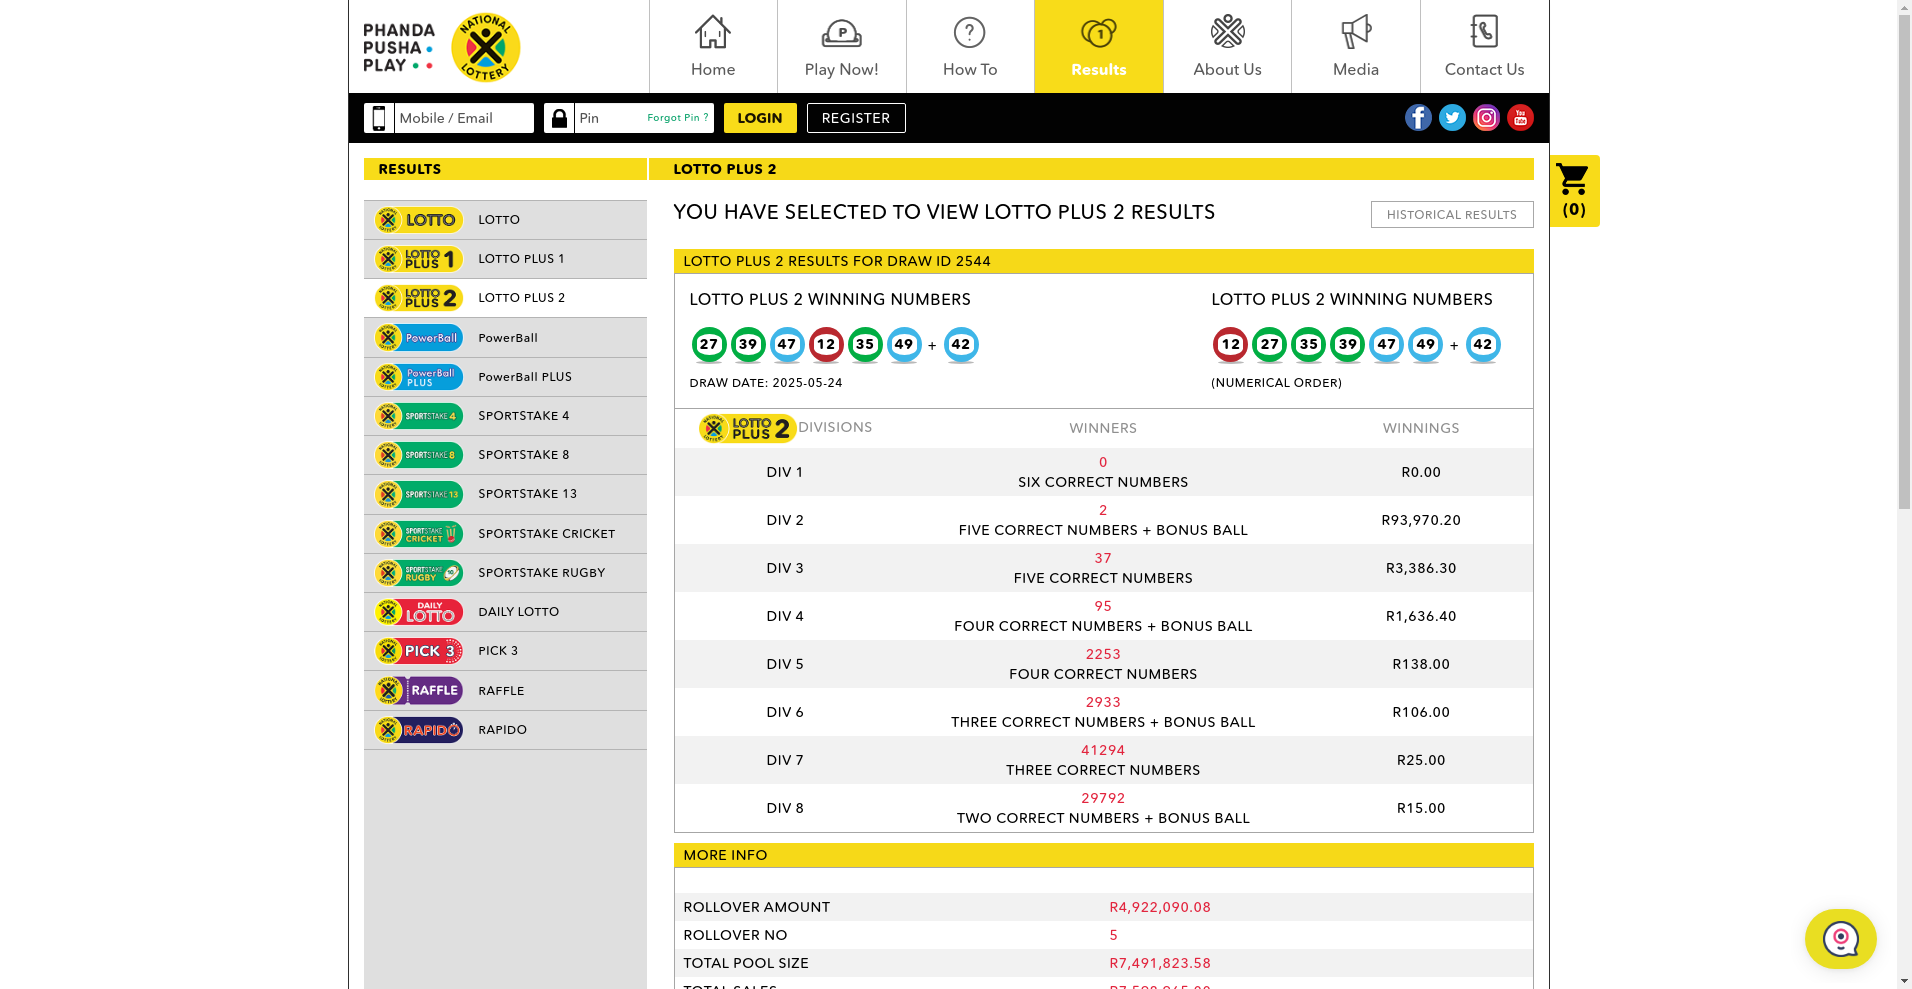 PHANDA
PUSHA
PLAY
NATIONAL
LOTTERY
Home
Play Now!
How To
Results
About Us
Media
Contact Us
Mobile / Email
Pin
Forgot Pin ?
LOGIN
REGISTER
RESULTS
LOTTO PLUS 2
(0)
LOTTO
LOTTO
LOTTO PLUS 1
LOTTO PLUS 1
LOTTO PLUS 2
LOTTO PLUS 2
PowerBall
PowerBall
PowerBall PLUS
PowerBall PLUS
SPORTSTAKE 4
SPORTSTAKE 4
SPORTSTAKE 8
SPORTSTAKE 8
SPORTSTAKE 13
SPORTSTAKE 13
SPORTSTAKE CRICKET
SPORTSTAKE CRICKET
SPORTSTAKE RUGBY
SPORTSTAKE RUGBY
DAILY LOTTO
DAILY LOTTO
PICK 3
PICK 3
RAFFLE
RAFFLE
RAPIDO
RAPIDO
YOU HAVE SELECTED TO VIEW LOTTO PLUS 2 RESULTS
HISTORICAL RESULTS
LOTTO PLUS 2 RESULTS FOR DRAW ID 2544
LOTTO PLUS 2 WINNING NUMBERS
27 39 47 12 35 49 + 42
DRAW DATE: 2025-05-24
LOTTO PLUS 2 WINNING NUMBERS
12 27 35 39 47 49 + 42
(NUMERICAL ORDER)
LOTTO PLUS 2 DIVISIONS WINNERS WINNINGS
0
DIV 1 SIX CORRECT NUMBERS R0.00
2
DIV 2 FIVE CORRECT NUMBERS + BONUS BALL R93,970.20
37
DIV 3 FIVE CORRECT NUMBERS R3,386.30
95
DIV 4 FOUR CORRECT NUMBERS + BONUS BALL R1,636.40
2253
DIV 5 FOUR CORRECT NUMBERS R138.00
2933
DIV 6 THREE CORRECT NUMBERS + BONUS BALL R106.00
41294
DIV 7 THREE CORRECT NUMBERS R25.00
29792
DIV 8 TWO CORRECT NUMBERS + BONUS BALL R15.00
MORE INFO
ROLLOVER AMOUNT R4,922,090.08
ROLLOVER NO 5
TOTAL POOL SIZE R7,491,823.58
TOTAL SALES